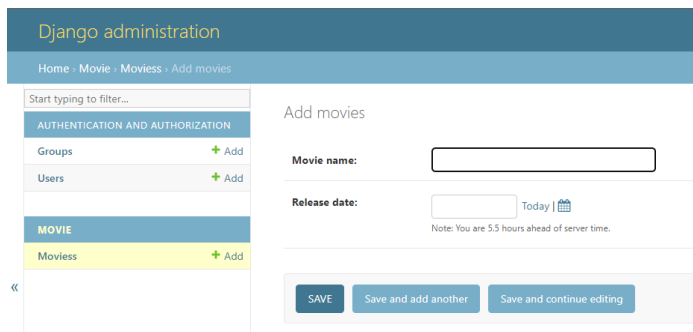 Django administration
Home › Movie › Moviess › Add movies
Start typing to filter...
AUTHENTICATION AND AUTHORIZATION
Groups + Add
Users + Add
MOVIE
Moviess + Add
«
Add movies
Movie name:
Release date: Today |
Note: You are 5.5 hours ahead of server time.
SAVE Save and add another Save and continue editing